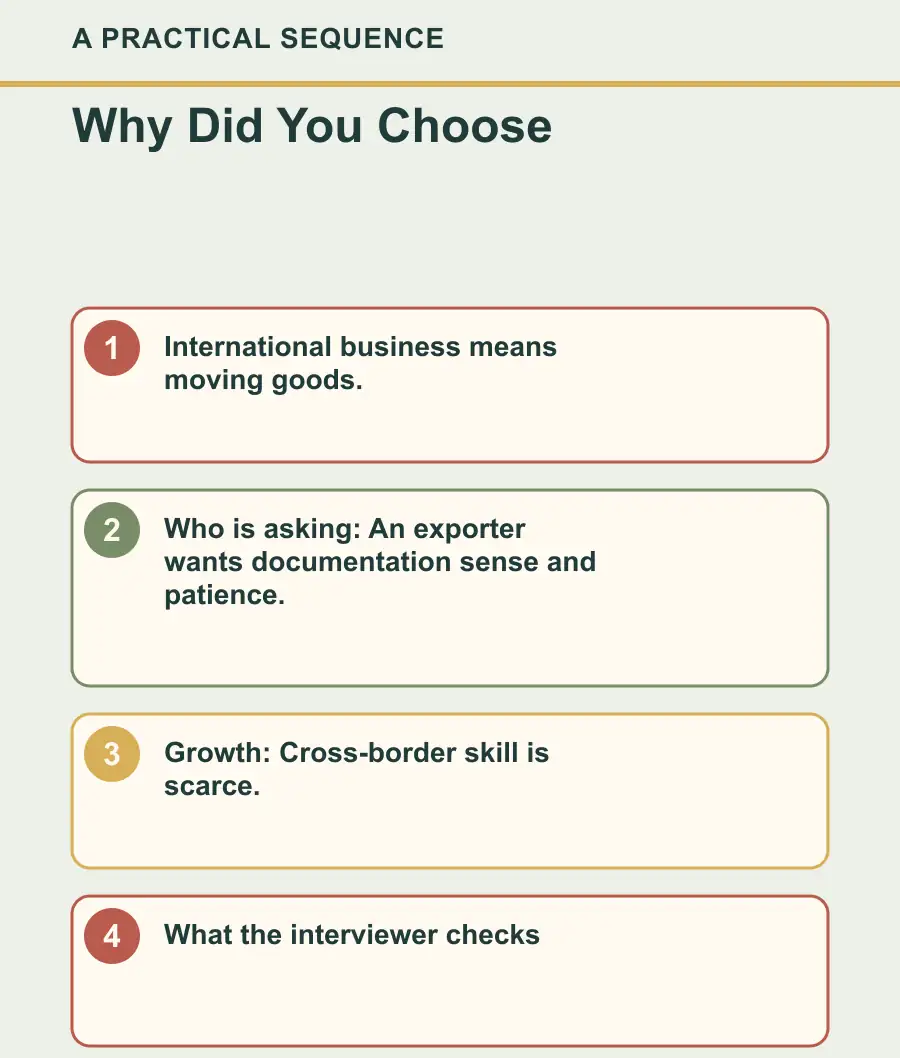 A PRACTICAL SEQUENCE
Why Did You Choose
1
International business means
moving goods.
2
Who is asking: An exporter
wants documentation sense and
patience.
3
Growth: Cross-border skill is
scarce.
4
What the interviewer checks